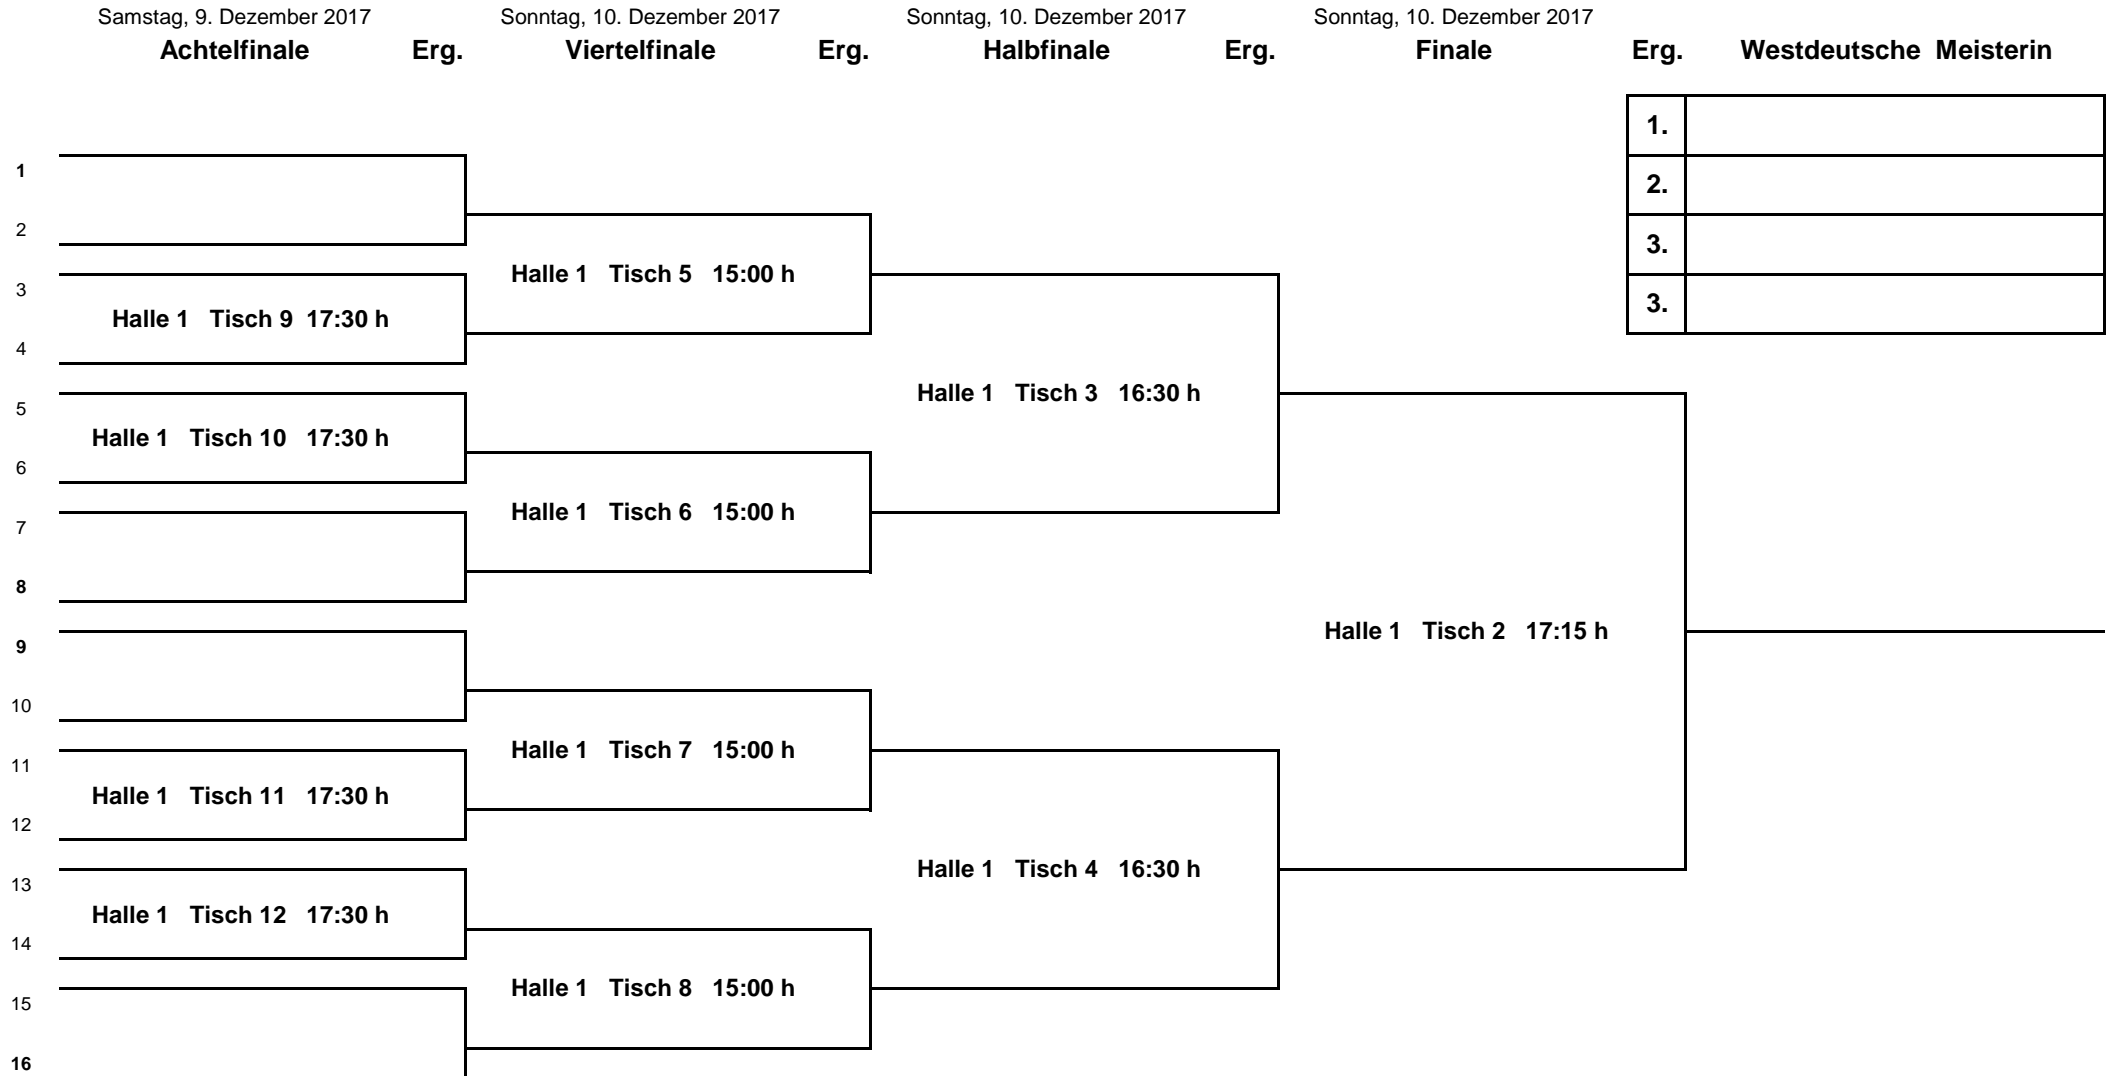 Samstag, 9. Dezember 2017 Sonntag, 10. Dezember 2017 Sonntag, 10. Dezember 2017 Sonntag, 10. Dezember 2017
Achtelfinale Erg. Viertelfinale Erg. Halbfinale Erg. Finale Erg. Westdeutsche Meisterin
1.
1
2.
2
3.
Halle 1 Tisch 5 15:00 h
3
3.
Halle 1 Tisch 9 17:30 h
4
Halle 1 Tisch 3 16:30 h
5
Halle 1 Tisch 10 17:30 h
6
Halle 1 Tisch 6 15:00 h
7
8
Halle 1 Tisch 2 17:15 h
9
10
Halle 1 Tisch 7 15:00 h
11
Halle 1 Tisch 11 17:30 h
12
Halle 1 Tisch 4 16:30 h
13
Halle 1 Tisch 12 17:30 h
14
Halle 1 Tisch 8 15:00 h
15
16